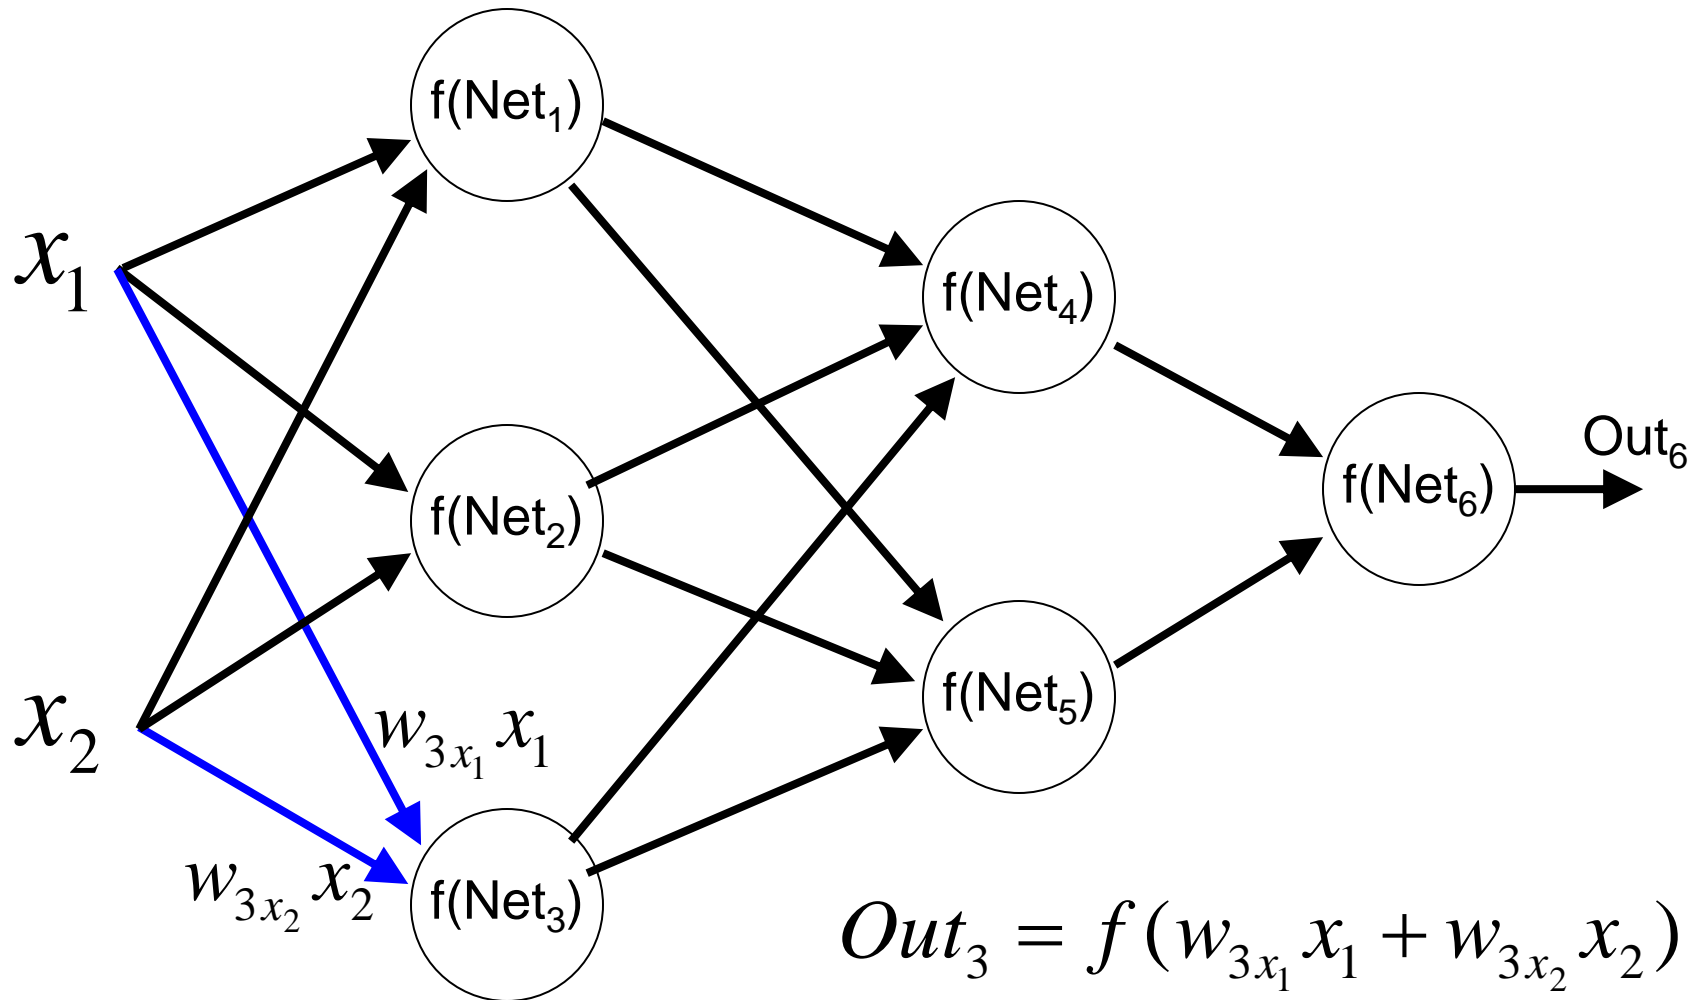 f(Net₁)
x₁
f(Net₄)
Out₆
f(Net₆)
f(Net₂)
x₂
f(Net₅)
w₃ₓ₁ x₁
w₃ₓ₂ x₂
f(Net₃)
Out₃ = f(w₃ₓ₁ x₁ + w₃ₓ₂ x₂)